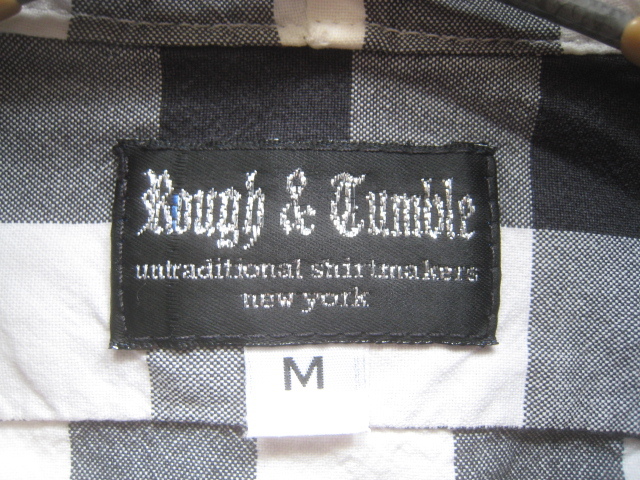 Rough & Tumble
untraditional shirtmakers
new york
M